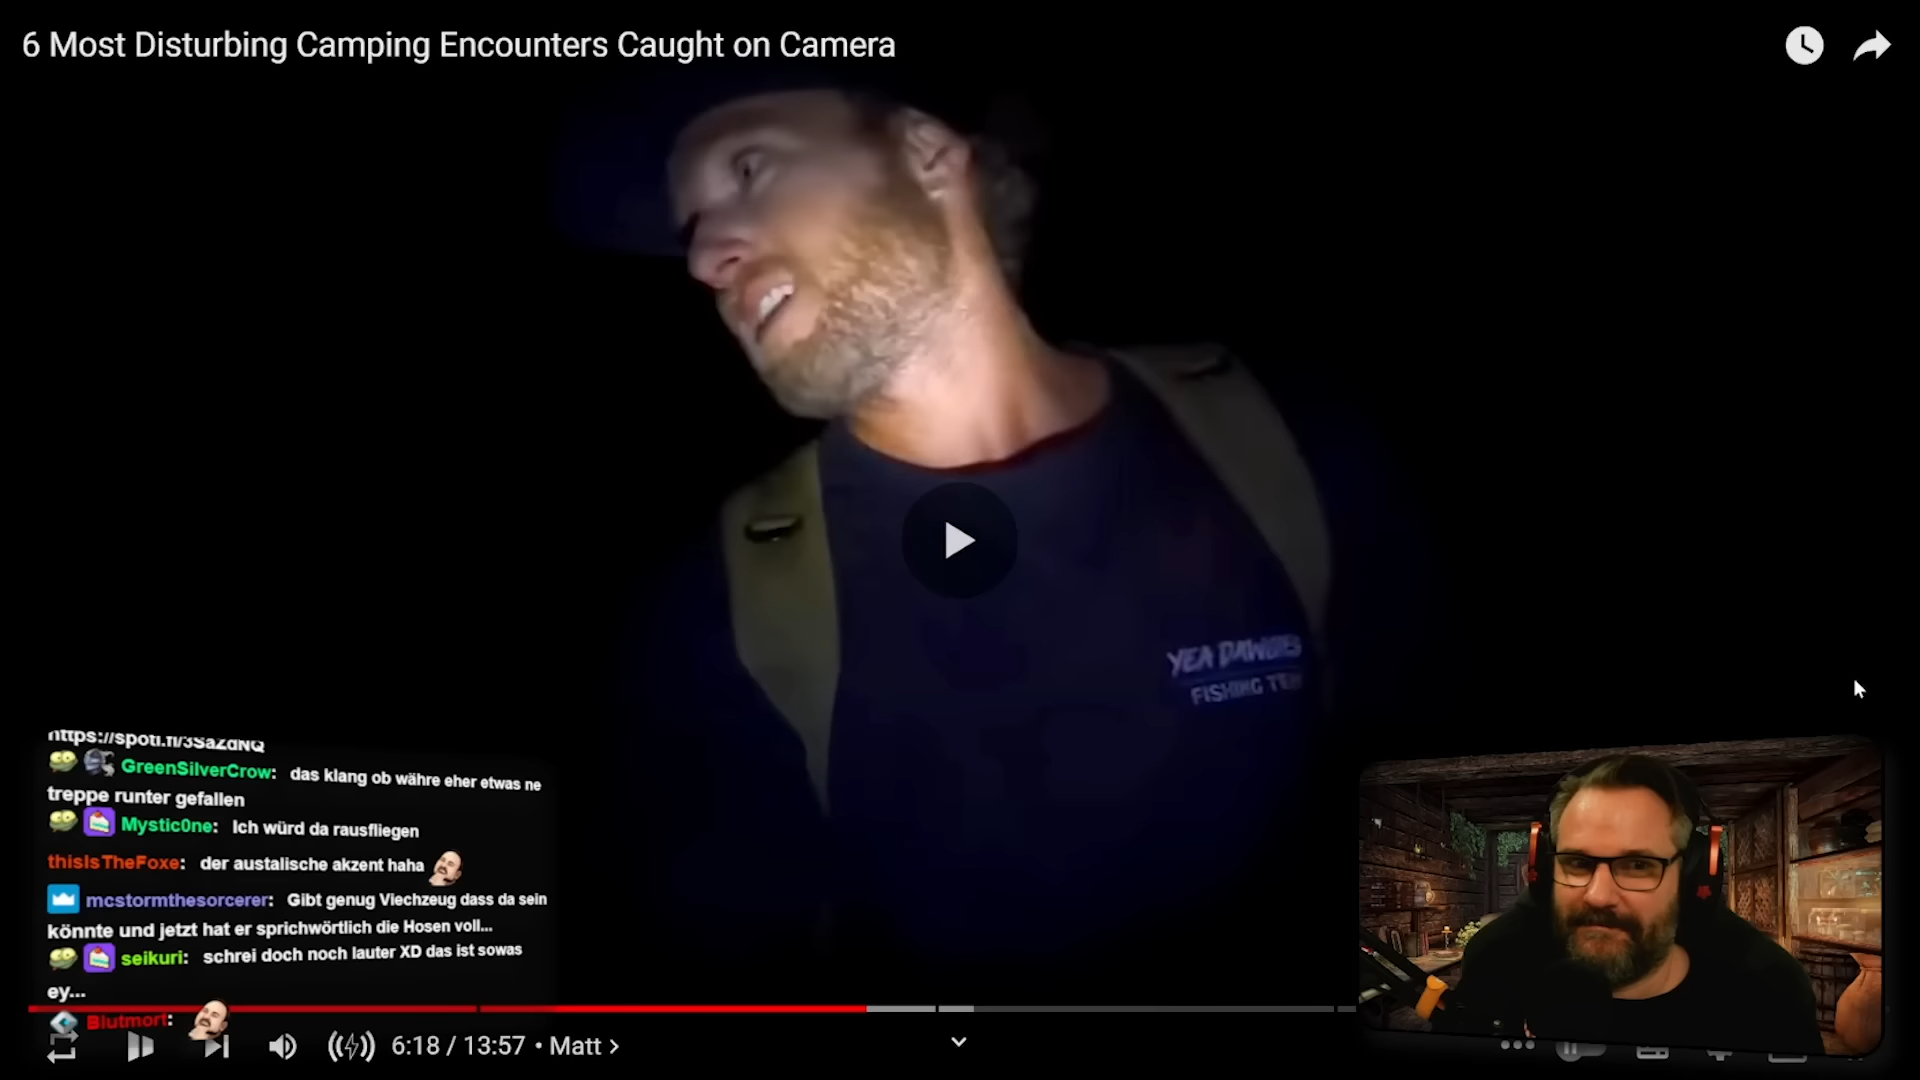 6 Most Disturbing Camping Encounters Caught on Camera
YEA DAWGIES
FISHING
https://spoti.fi/3SaZdNQ
GreenSilverCrow: das klang ob währe eher etwas ne
treppe runter gefallen
Mystic0ne: Ich würd da rausfliegen
thisIsTheFoxe: der austalische akzent haha
mcstormthesorcerer: Gibt genug Viechzeug dass da sein
könnte und jetzt hat er sprichwörtlich die Hosen voll...
seikuri: schrei doch noch lauter XD das ist sowas
ey...
Blutmort:
6:18 / 13:57 • Matt